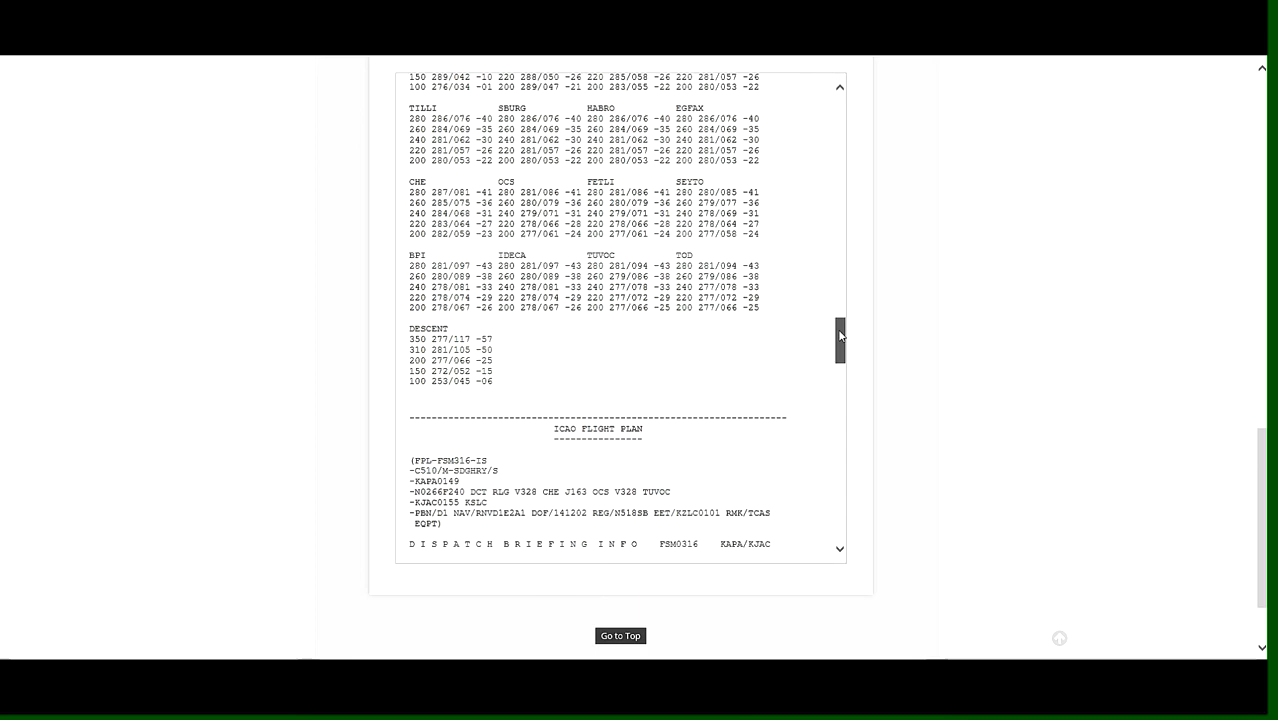 150 289/042 -10 220 288/050 -26 220 285/058 -26 220 281/057 -26
100 276/034 -01 200 289/047 -21 200 283/055 -22 200 280/053 -22
TILLI SBURG HABRO EGFAX
280 286/076 -40 280 286/076 -40 280 286/076 -40 280 286/076 -40
260 284/069 -35 260 284/069 -35 260 284/069 -35 260 284/069 -35
240 281/062 -30 240 281/062 -30 240 281/062 -30 240 281/062 -30
220 281/057 -26 220 281/057 -26 220 281/057 -26 220 281/057 -26
200 280/053 -22 200 280/053 -22 200 280/053 -22 200 280/053 -22
CHE OCS FETLI SEYTO
280 287/081 -41 280 281/086 -41 280 281/086 -41 280 280/085 -41
260 285/075 -36 260 280/079 -36 260 280/079 -36 260 279/077 -36
240 284/068 -31 240 279/071 -31 240 279/071 -31 240 278/069 -31
220 283/064 -27 220 278/066 -28 220 278/066 -28 220 278/064 -27
200 282/059 -23 200 277/061 -24 200 277/061 -24 200 277/058 -24
BPI IDECA TUVOC TOD
280 281/097 -43 280 281/097 -43 280 281/094 -43 280 281/094 -43
260 280/089 -38 260 280/089 -38 260 279/086 -38 260 279/086 -38
240 278/081 -33 240 278/081 -33 240 277/078 -33 240 277/078 -33
220 278/074 -29 220 278/074 -29 220 277/072 -29 220 277/072 -29
200 278/067 -26 200 278/067 -26 200 277/066 -25 200 277/066 -25
DESCENT
350 277/117 -57
310 281/105 -50
200 277/066 -25
150 272/052 -15
100 253/045 -06
--------------------------------------------------------------------
ICAO FLIGHT PLAN
----------------
(FPL-FSM316-IS
-C510/M-SDGHRY/S
-KAPA0149
-N0266F240 DCT RLG V328 CHE J163 OCS V328 TUVOC
-KJAC0155 KSLC
-PBN/D1 NAV/RNVD1E2A1 DOF/141202 REG/N518SB EET/KZLC0101 RMK/TCAS
EQPT)
D I S P A T C H B R I E F I N G I N F O FSM0316 KAPA/KJAC
Go to Top